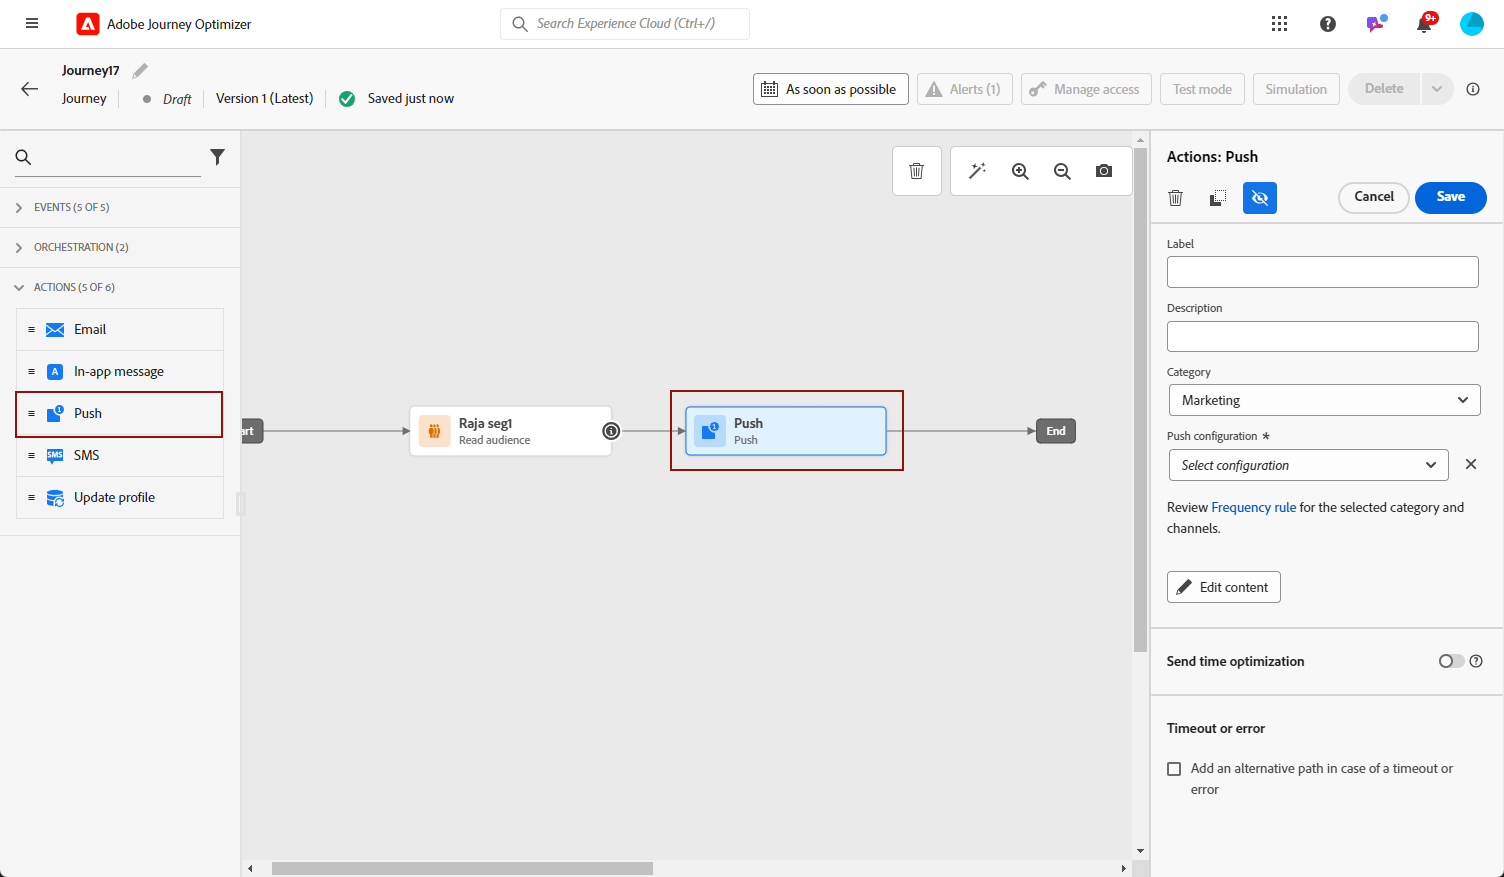 Adobe Journey Optimizer
Search Experience Cloud (Ctrl+/)
9+
Journey17
Journey
Draft
Version 1 (Latest)
Saved just now
As soon as possible
Alerts (1)
Manage access
Test mode
Simulation
Delete
EVENTS (5 OF 5)
ORCHESTRATION (2)
ACTIONS (5 OF 6)
Email
In-app message
Push
SMS
SMS
Update profile
art
Raja seg1
Read audience
Push
Push
End
Actions: Push
Cancel
Save
Label
Description
Category
Marketing
Push configuration *
Select configuration
Review Frequency rule for the selected category and
channels.
Edit content
Send time optimization
Timeout or error
Add an alternative path in case of a timeout or
error